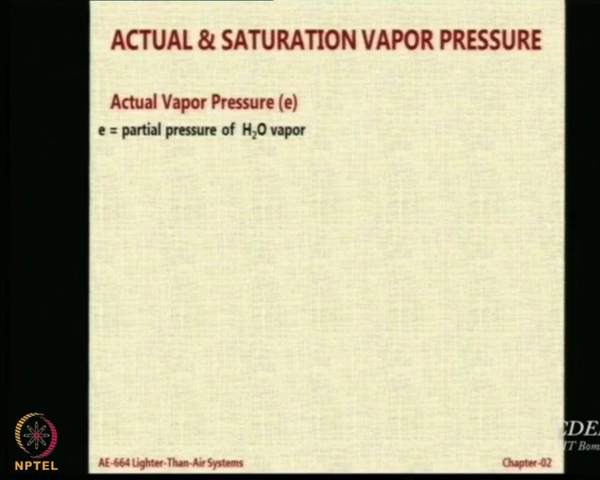 ACTUAL & SATURATION VAPOR PRESSURE
Actual Vapor Pressure (e)
e = partial pressure of H₂O vapor
NPTEL
AE-664 Lighter-Than-Air Systems
Chapter-02